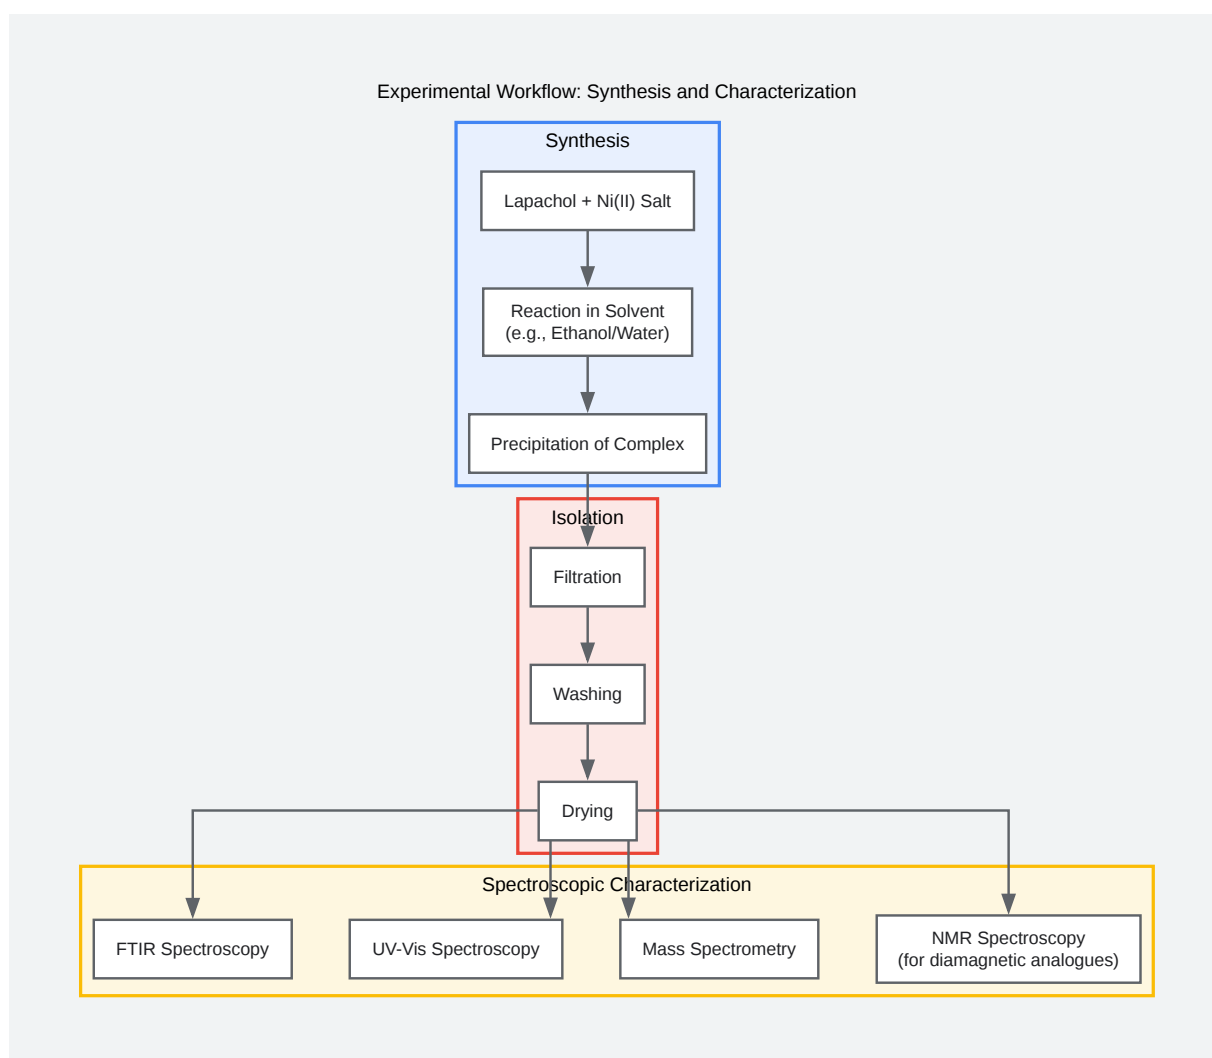 Experimental Workflow: Synthesis and Characterization
Synthesis
Lapachol + Ni(II) Salt
Reaction in Solvent
(e.g., Ethanol/Water)
Precipitation of Complex
Isolation
Filtration
Washing
Drying
Spectroscopic Characterization
FTIR Spectroscopy
UV-Vis Spectroscopy
Mass Spectrometry
NMR Spectroscopy
(for diamagnetic analogues)